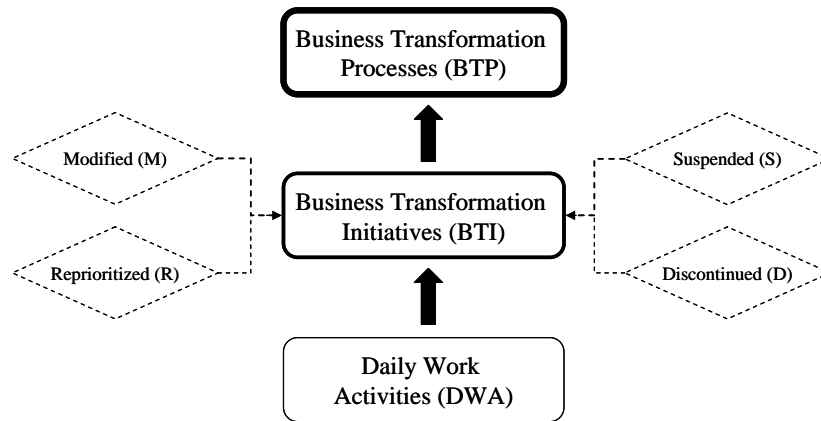 Business Transformation
Processes (BTP)
Modified (M)
Suspended (S)
Business Transformation
Initiatives (BTI)
Reprioritized (R)
Discontinued (D)
Daily Work
Activities (DWA)